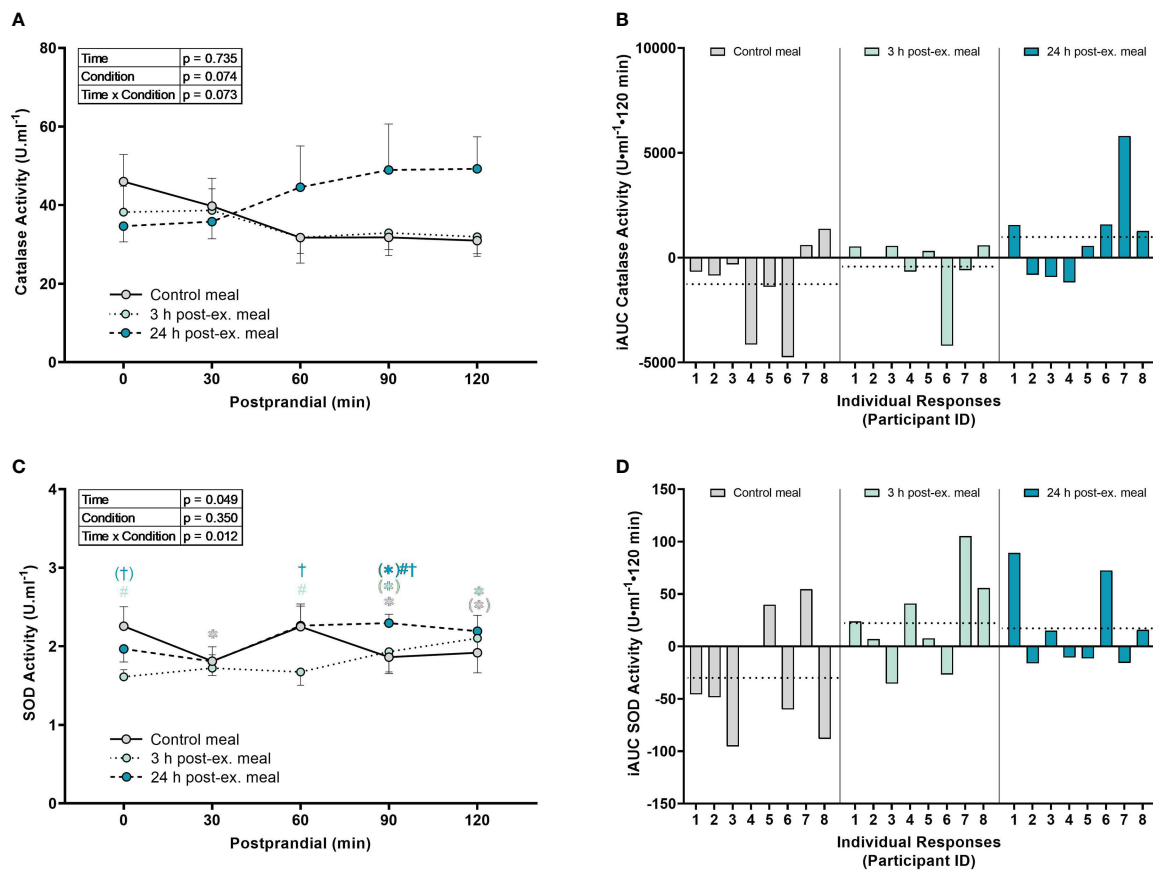 A
Catalase Activity (U.ml⁻¹)
80
60
40
20
0
Time p = 0.735
Condition p = 0.074
Time x Condition p = 0.073
Control meal
3 h post-ex. meal
24 h post-ex. meal
0 30 60 90 120
Postprandial (min)
B
iAUC Catalase Activity (U•ml⁻¹•120 min)
10000
5000
0
-5000
Control meal 3 h post-ex. meal 24 h post-ex. meal
1 2 3 4 5 6 7 8 1 2 3 4 5 6 7 8 1 2 3 4 5 6 7 8
Individual Responses
(Participant ID)
C
SOD Activity (U.ml⁻¹)
4
3
2
1
0
Time p = 0.049
Condition p = 0.350
Time x Condition p = 0.012
(†) † (*)#†
# # (*) *
* * (*)
Control meal
3 h post-ex. meal
24 h post-ex. meal
0 30 60 90 120
Postprandial (min)
D
iAUC SOD Activity (U•ml⁻¹•120 min)
150
100
50
0
-50
-100
-150
Control meal 3 h post-ex. meal 24 h post-ex. meal
1 2 3 4 5 6 7 8 1 2 3 4 5 6 7 8 1 2 3 4 5 6 7 8
Individual Responses
(Participant ID)